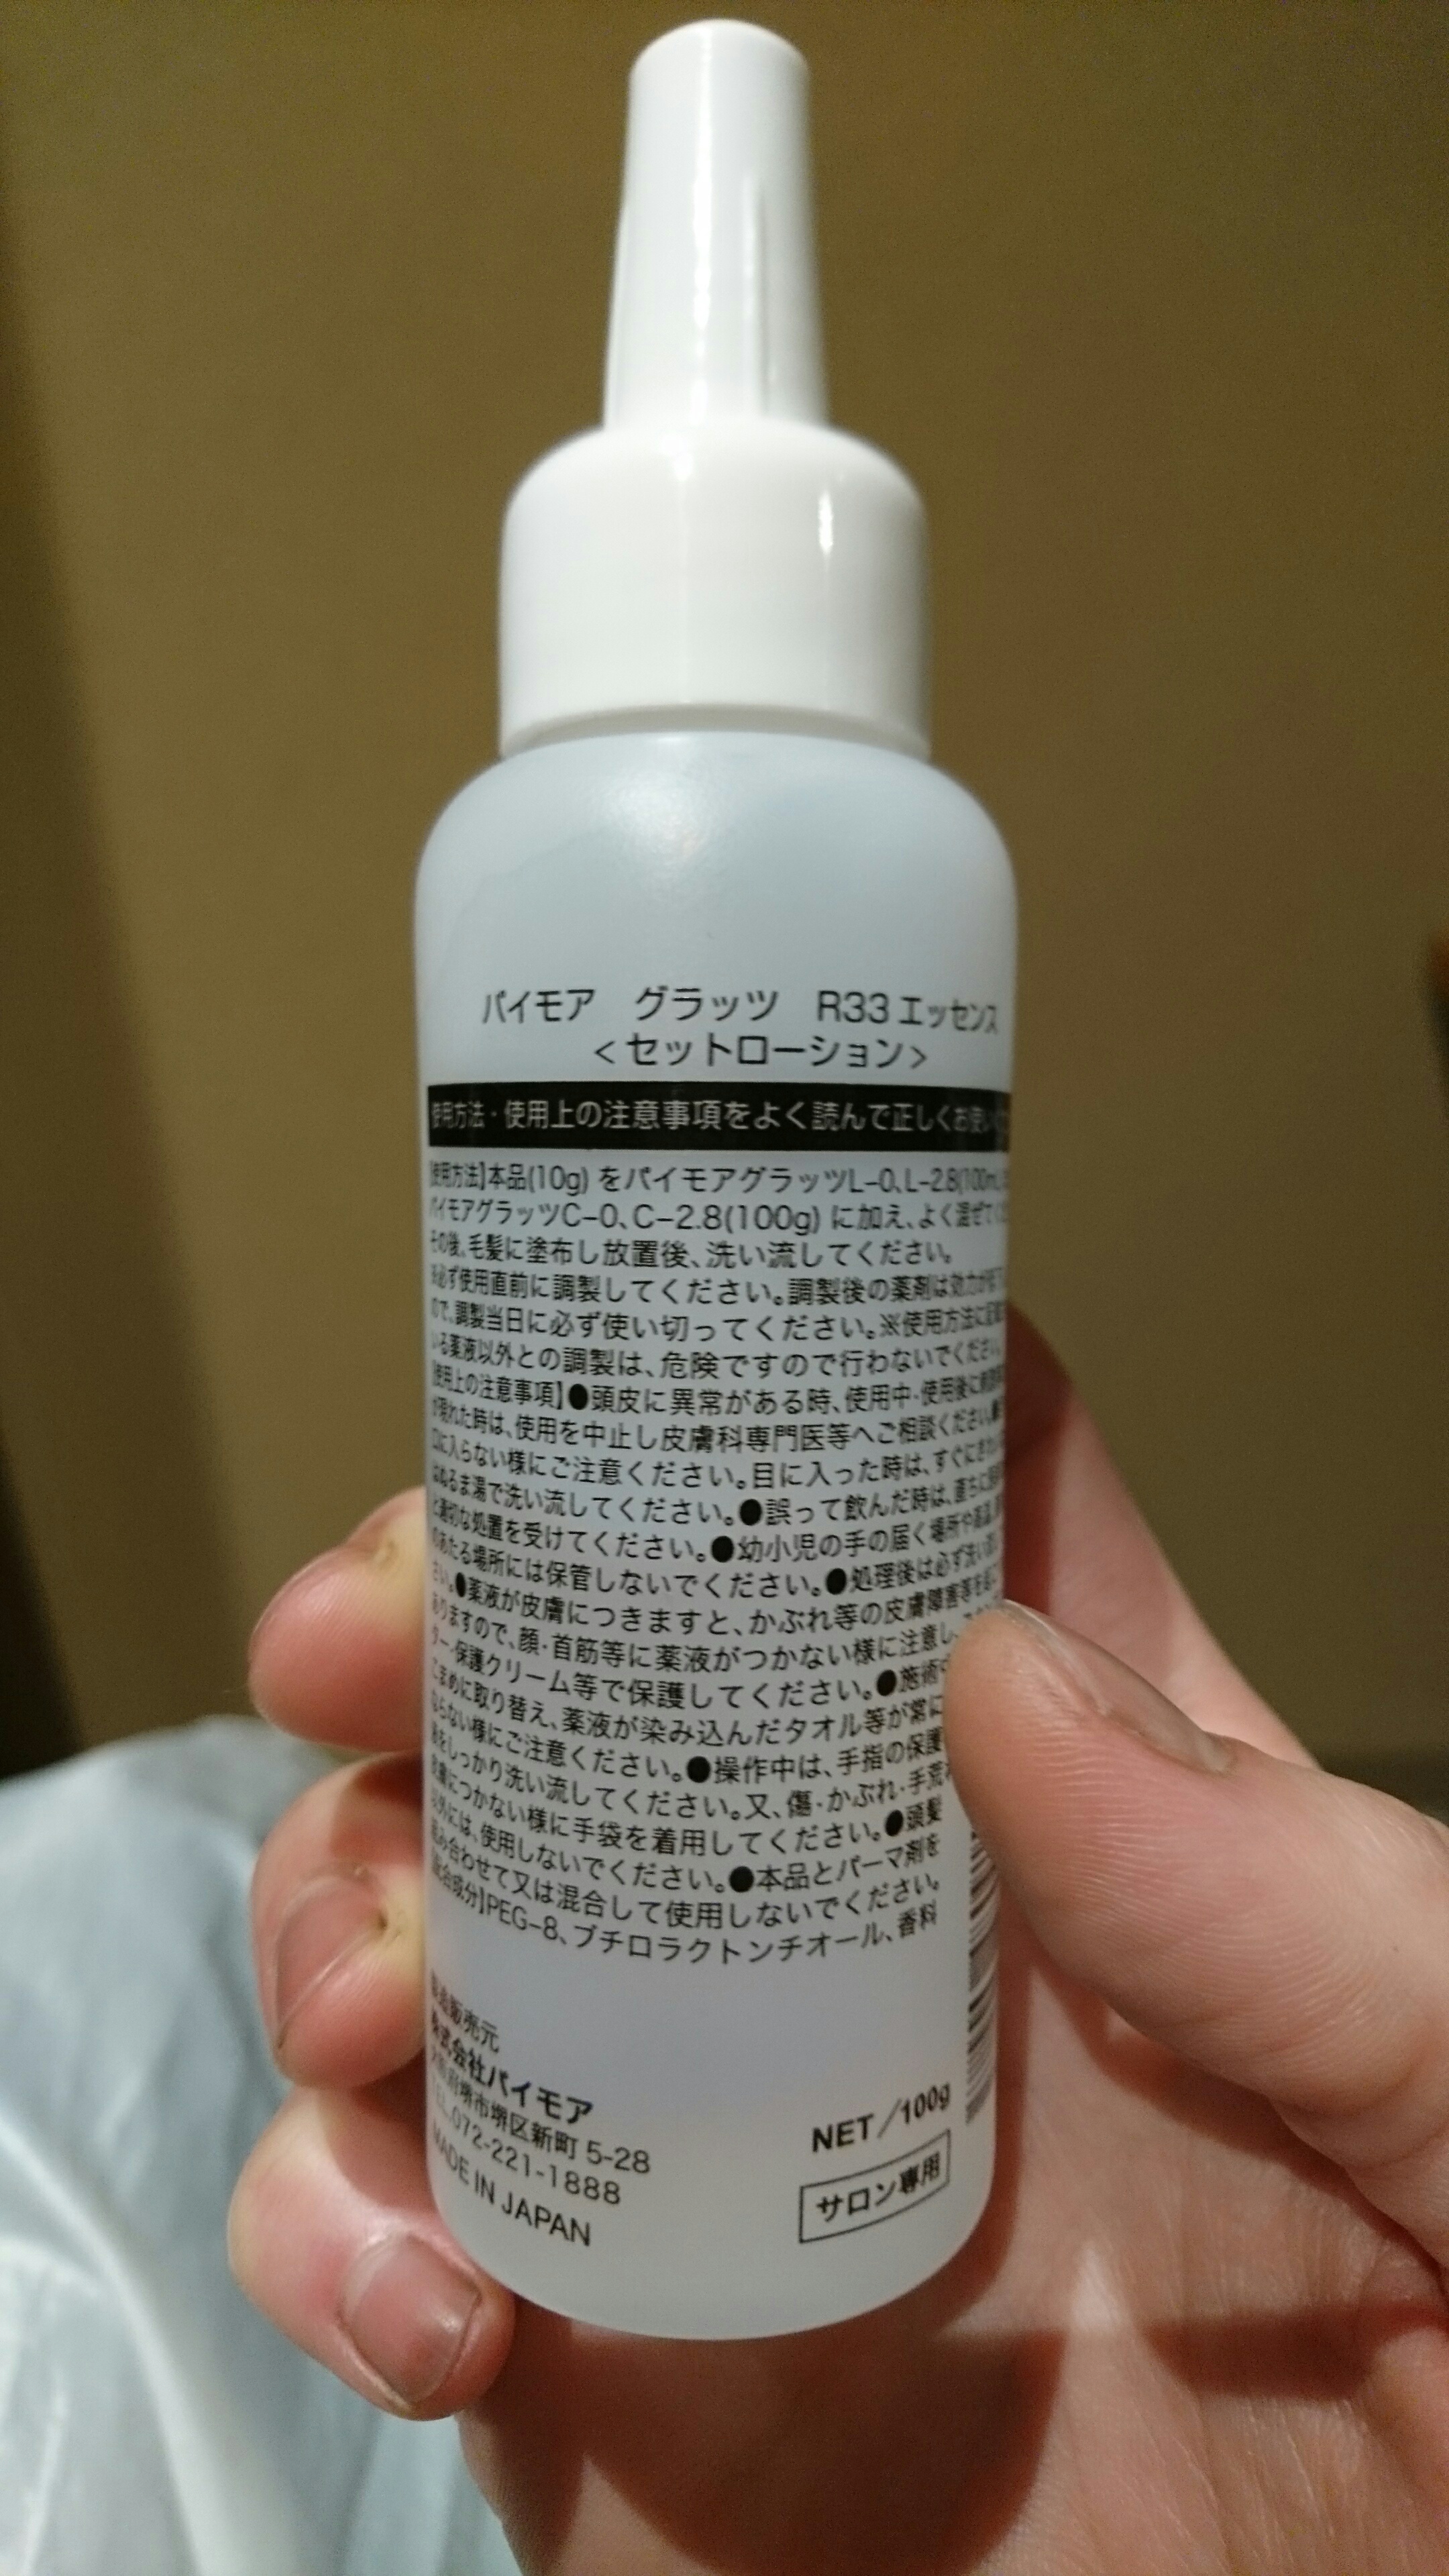 パイモア グラッツ R33エッセンス
<セットローション>
使用方法・使用上の注意事項をよく読んで正しくお使い
【使用方法】本品(10g) をパイモアグラッツL-0、L-2.8(100mL
パイモアグラッツC-0、C-2.8(100g) に加え、よく混ぜて
その後、毛髪に塗布し放置後、洗い流してください。
※必ず使用直前に調製してください。調製後の薬剤は効力が
ので、調製当日に必ず使い切ってください。※使用方法に記載
いる薬液以外との調製は、危険ですので行わないでください。
【使用上の注意事項】●頭皮に異常がある時、使用中・使用後に
が現れた時は、使用を中止し皮膚科専門医等へご相談ください。
口に入らない様にご注意ください。目に入った時は、すぐに
はぬるま湯で洗い流してください。●誤って飲んだ時は、直ちに
と適切な処置を受けてください。●幼小児の手の届く場所や高温、
のあたる場所には保管しないでください。●処理後は必ず洗い
さい。●薬液が皮膚につきますと、かぶれ等の皮膚障害等を
ありますので、顔・首筋等に薬液がつかない様に注意し、
ター・保護クリーム等で保護してください。●施術
こまめに取り替え、薬液が染み込んだタオル等が常に
ならない様にご注意ください。●操作中は、手指の保護
をしっかり洗い流してください。又、傷・かぶれ・手荒れ
皮膚につかない様に手袋を着用してください。●頭髪
以外には、使用しないでください。●本品とパーマ剤を
組み合わせて又は混合して使用しないでください。
【配合成分】PEG-8、ブチロラクトンチオール、香料
製造販売元
株式会社パイモア
大阪府堺市堺区新町 5-28
TEL.072-221-1888
MADE IN JAPAN
NET/100g
サロン専用